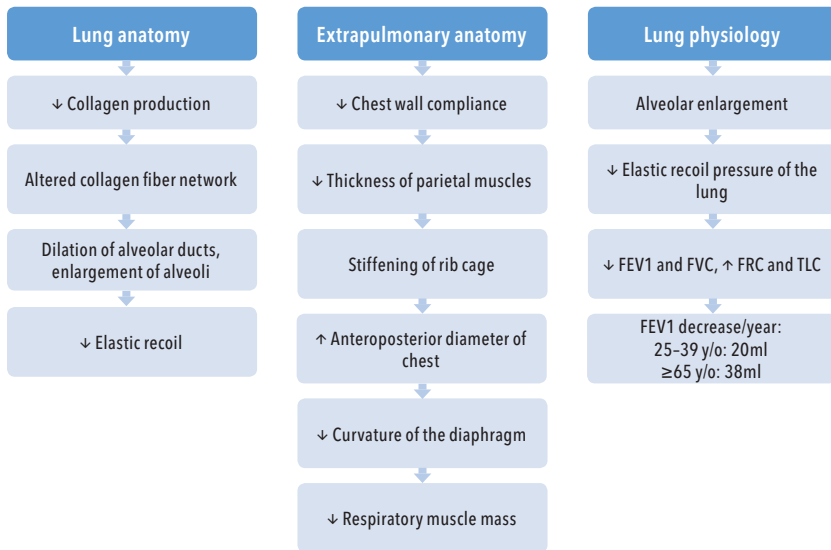 Lung anatomy
↓ Collagen production
Altered collagen fiber network
Dilation of alveolar ducts,
enlargement of alveoli
↓ Elastic recoil
Extrapulmonary anatomy
↓ Chest wall compliance
↓ Thickness of parietal muscles
Stiffening of rib cage
↑ Anteroposterior diameter of
chest
↓ Curvature of the diaphragm
↓ Respiratory muscle mass
Lung physiology
Alveolar enlargement
↓ Elastic recoil pressure of the
lung
↓ FEV1 and FVC, ↑ FRC and TLC
FEV1 decrease/year:
25–39 y/o: 20ml
≥65 y/o: 38ml